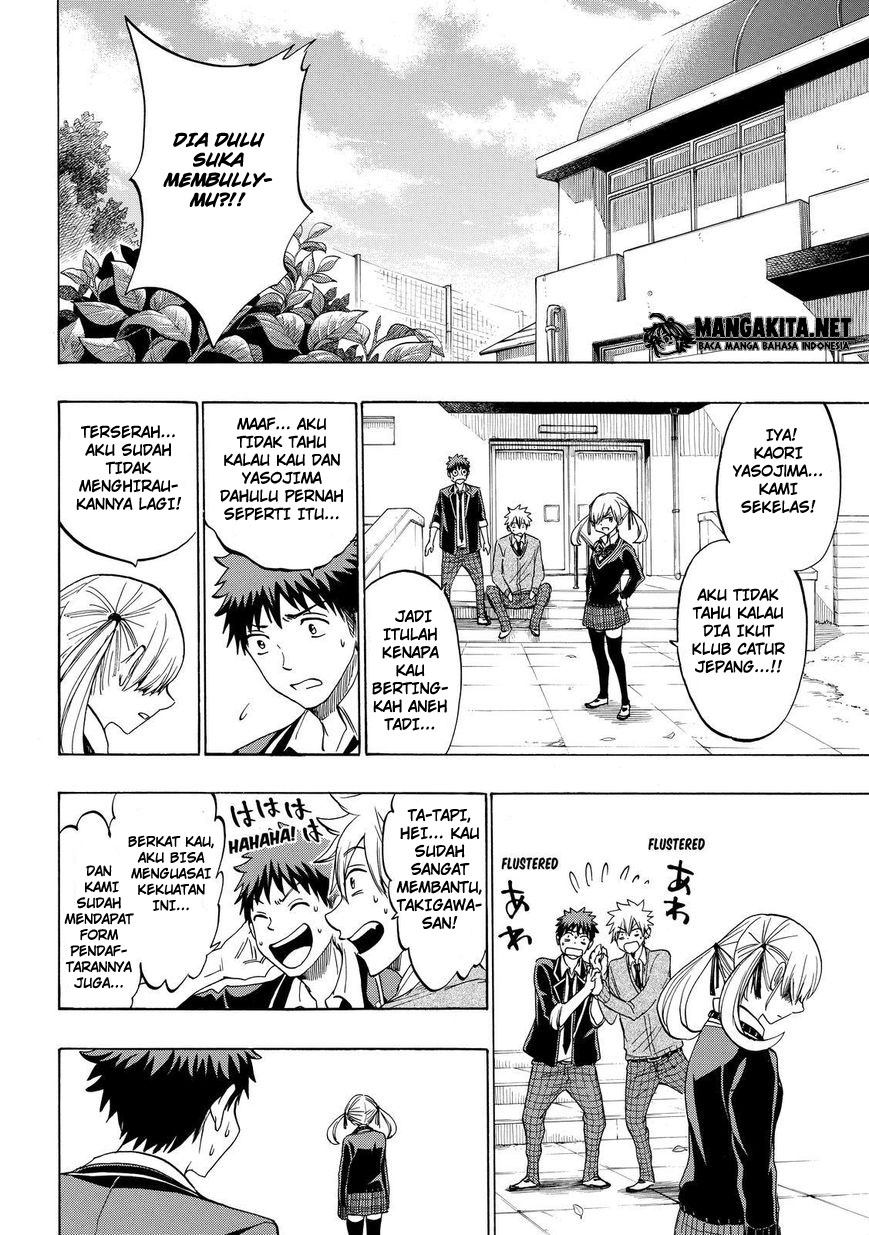 DIA DULU
SUKA
MEMBULLY-
MU?!!
MANGAKITA.NET
BACA MANGA BAHASA INDONESIA
IYA!
KAORI
YASOJIMA...
KAMI
SEKELAS!
AKU TIDAK
TAHU KALAU
DIA IKUT
KLUB CATUR
JEPANG...!!
JADI
ITULAH
KENAPA
KAU
BERTING-
KAH ANEH
TADI...
MAAF... AKU
TIDAK TAHU
KALAU KAU DAN
YASOJIMA
DAHULU PERNAH
SEPERTI ITU...
TERSERAH...
AKU SUDAH
TIDAK
MENGHIRAU-
KANNYA LAGI!
FLUSTERED
あわ
FLUSTERED
あわ
TA-TAPI,
HEI... KAU
SUDAH
SANGAT
MEMBANTU,
TAKIGAWA-
SAN!
はははは
HAHAHA!
BERKAT KAU,
AKU BISA
MENGUASAI
KEKUATAN
INI...
DAN
KAMI
SUDAH
MENDAPAT
FORM
PENDAF-
TARANNYA
JUGA...